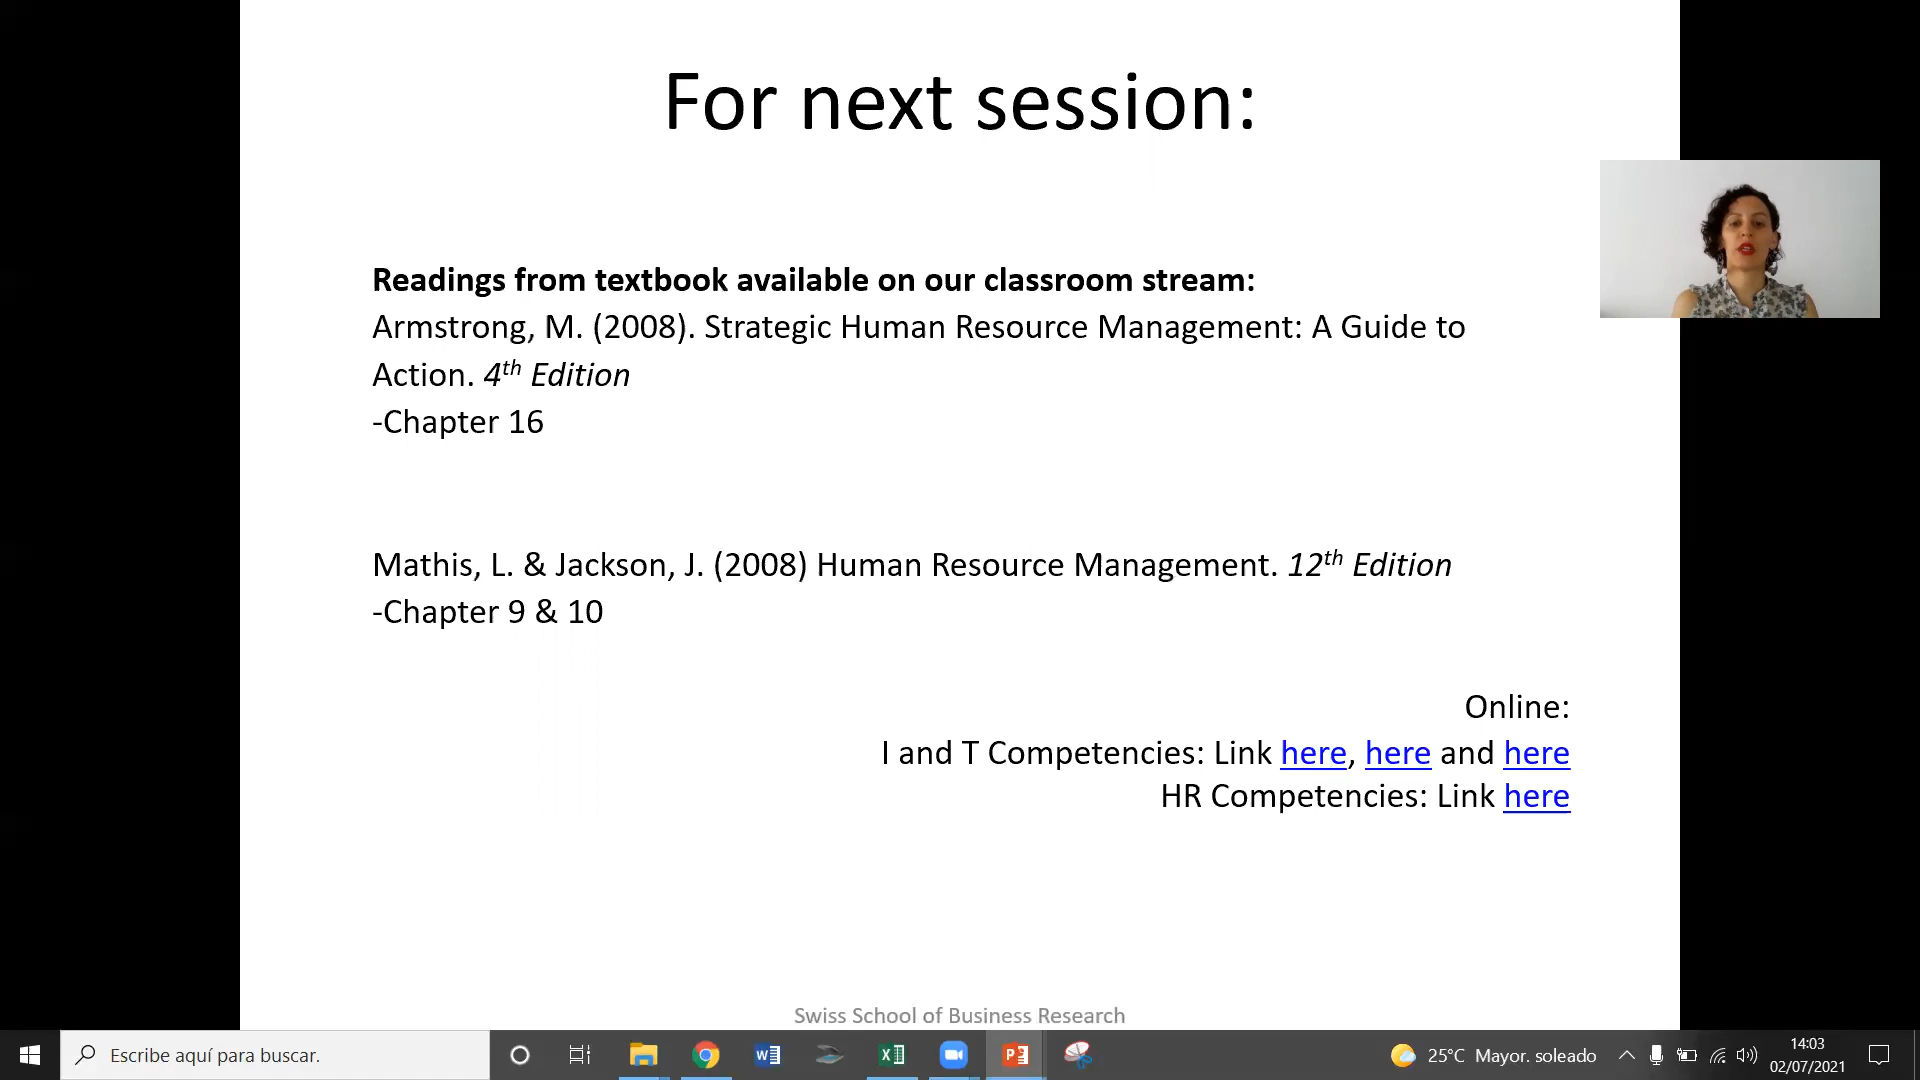 For next session:
Readings from textbook available on our classroom stream:
Armstrong, M. (2008). Strategic Human Resource Management: A Guide to
Action. 4th Edition
-Chapter 16
Mathis, L. & Jackson, J. (2008) Human Resource Management. 12th Edition
-Chapter 9 & 10
Online:
I and T Competencies: Link here, here and here
HR Competencies: Link here
Swiss School of Business Research
Escribe aquí para buscar.
25°C Mayor. soleado
14:03
02/07/2021